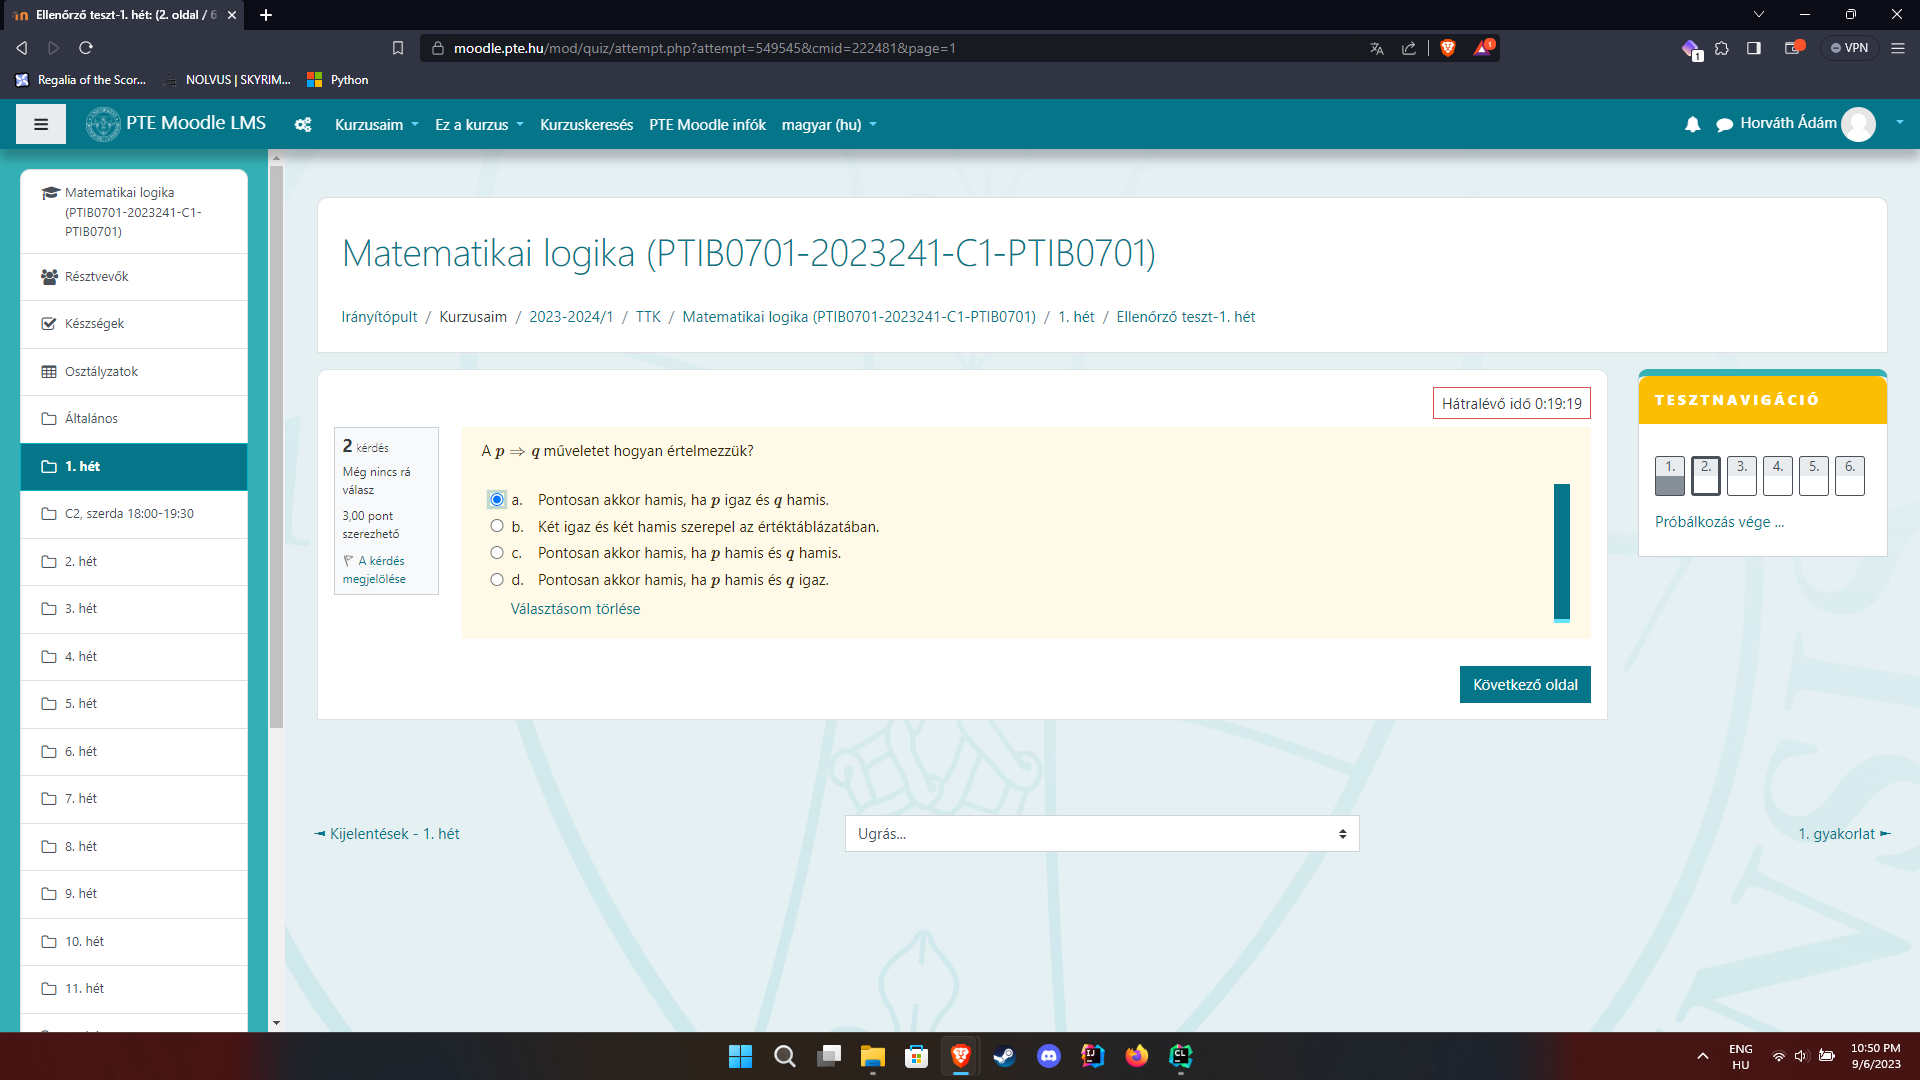 Ellenőrző teszt-1. hét: (2. oldal / 6
moodle.pte.hu/mod/quiz/attempt.php?attempt=549545&cmid=222481&page=1
1
1
VPN
Regalia of the Scor...
NOLVUS | SKYRIM...
Python
PTE Moodle LMS
Kurzusaim
Ez a kurzus
Kurzuskeresés
PTE Moodle infók
magyar (hu)
Horváth Ádám
Matematikai logika
(PTIB0701-2023241-C1-
PTIB0701)
Résztvevők
Készségek
Osztályzatok
Általános
1. hét
C2, szerda 18:00-19:30
2. hét
3. hét
4. hét
5. hét
6. hét
7. hét
8. hét
9. hét
10. hét
11. hét
Matematikai logika (PTIB0701-2023241-C1-PTIB0701)
Irányítópult / Kurzusaim / 2023-2024/1 / TTK / Matematikai logika (PTIB0701-2023241-C1-PTIB0701) / 1. hét / Ellenőrző teszt-1. hét
Hátralévő idő 0:19:19
2 kérdés
Még nincs rá
válasz
3,00 pont
szerezhető
A kérdés
megjelölése
A p ⇒ q műveletet hogyan értelmezzük?
a. Pontosan akkor hamis, ha p igaz és q hamis.
b. Két igaz és két hamis szerepel az értéktáblázatában.
c. Pontosan akkor hamis, ha p hamis és q hamis.
d. Pontosan akkor hamis, ha p hamis és q igaz.
Választásom törlése
Következő oldal
TESZTNAVIGÁCIÓ
1. 2. 3. 4. 5. 6.
Próbálkozás vége ...
◄ Kijelentések - 1. hét
Ugrás...
1. gyakorlat ►
ENG
HU
10:50 PM
9/6/2023